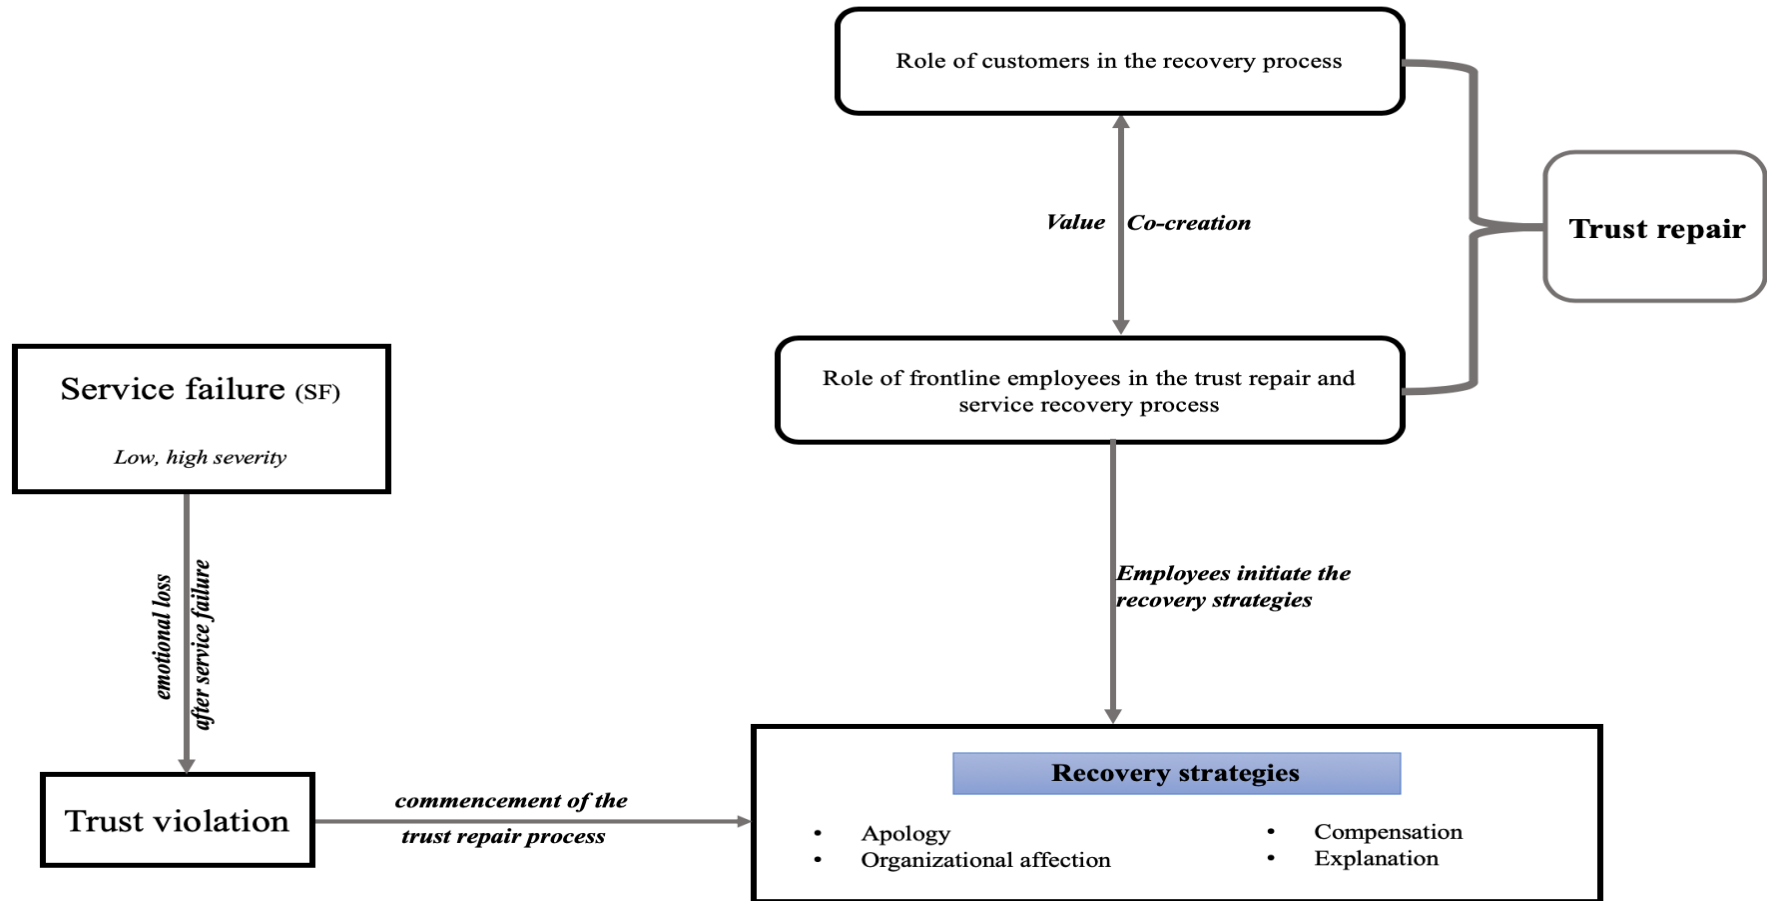 Role of customers in the recovery process
Value Co-creation
Trust repair
Role of frontline employees in the trust repair and
service recovery process
Service failure (SF)
Low, high severity
emotional loss
after service failure
Employees initiate the
recovery strategies
Trust violation
commencement of the
trust repair process
Recovery strategies
• Apology
• Organizational affection
• Compensation
• Explanation